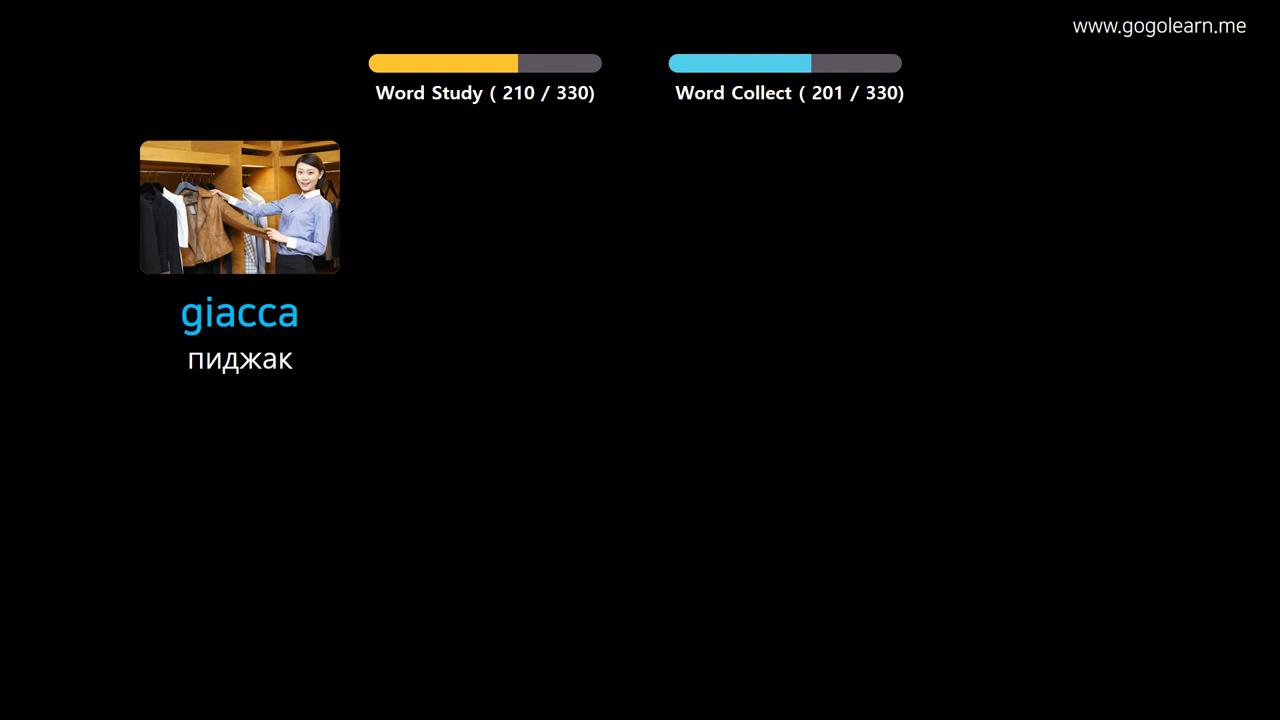 www.gogolearn.me
Word Study ( 210 / 330)
Word Collect ( 201 / 330)
giacca
пиджак